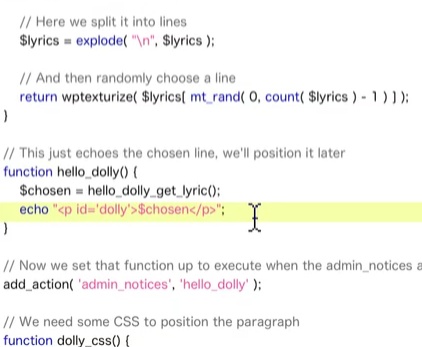 // Here we split it into lines
$lyrics = explode( "\n", $lyrics );
// And then randomly choose a line
return wptexturize( $lyrics[ mt_rand( 0, count( $lyrics ) - 1 ) ] );
}
// This just echoes the chosen line, we'll position it later
function hello_dolly() {
$chosen = hello_dolly_get_lyric();
echo "<p id='dolly'>$chosen</p>";
}
// Now we set that function up to execute when the admin_notices a
add_action( 'admin_notices', 'hello_dolly' );
// We need some CSS to position the paragraph
function dolly_css() {